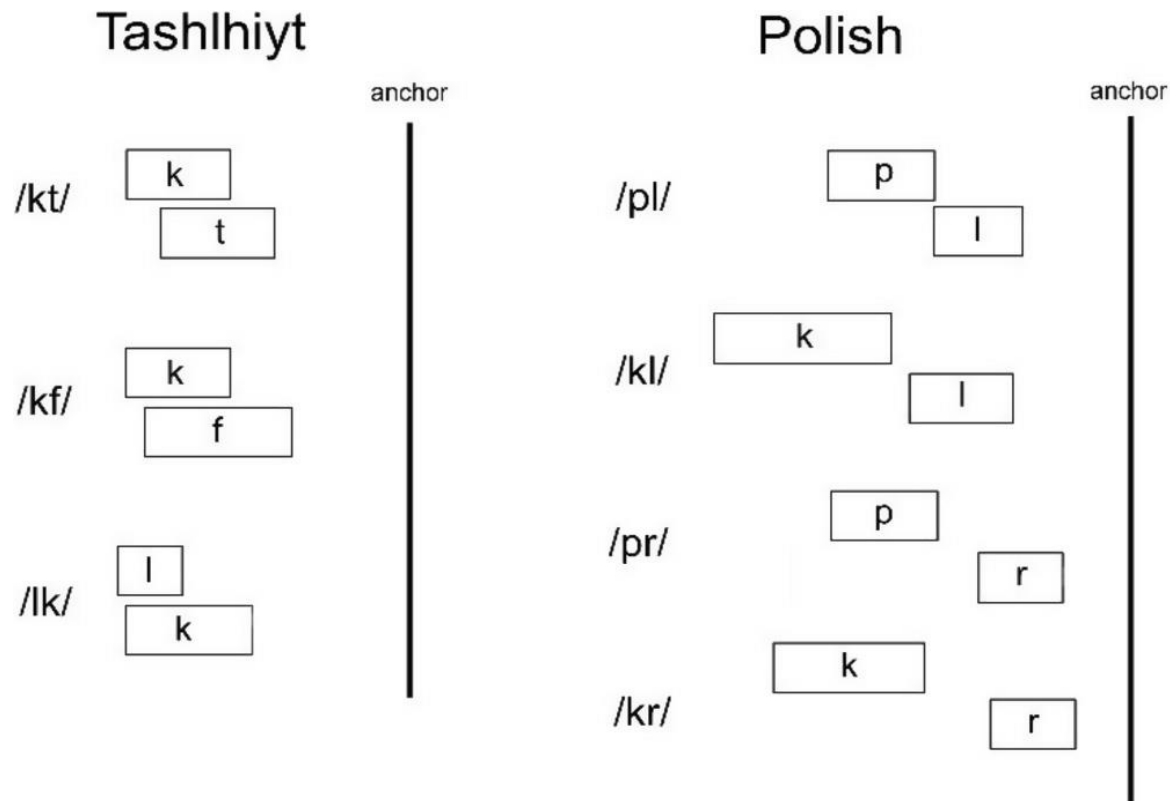 Tashlhiyt
anchor
/kt/
k
t
/kf/
k
f
/lk/
l
k
Polish
anchor
/pl/
p
l
/kl/
k
l
/pr/
p
r
/kr/
k
r